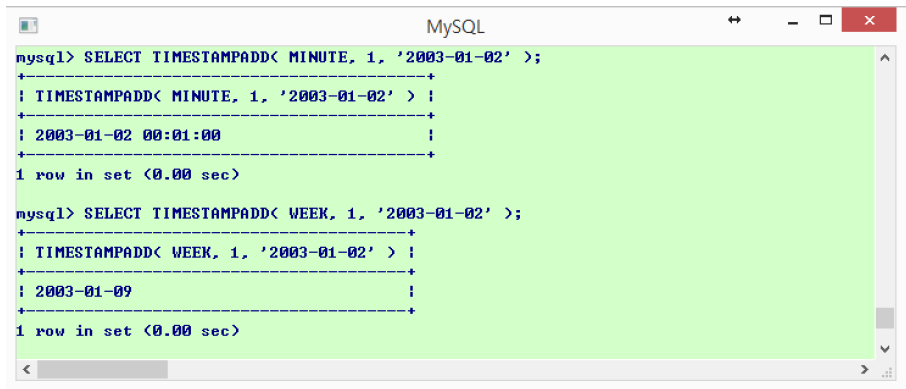 MySQL
mysql> SELECT TIMESTAMPADD( MINUTE, 1, '2003-01-02' );
+-----------------------------------------+
| TIMESTAMPADD( MINUTE, 1, '2003-01-02' ) |
+-----------------------------------------+
| 2003-01-02 00:01:00                     |
+-----------------------------------------+
1 row in set (0.00 sec)
mysql> SELECT TIMESTAMPADD( WEEK, 1, '2003-01-02' );
+---------------------------------------+
| TIMESTAMPADD( WEEK, 1, '2003-01-02' ) |
+---------------------------------------+
| 2003-01-09                            |
+---------------------------------------+
1 row in set (0.00 sec)